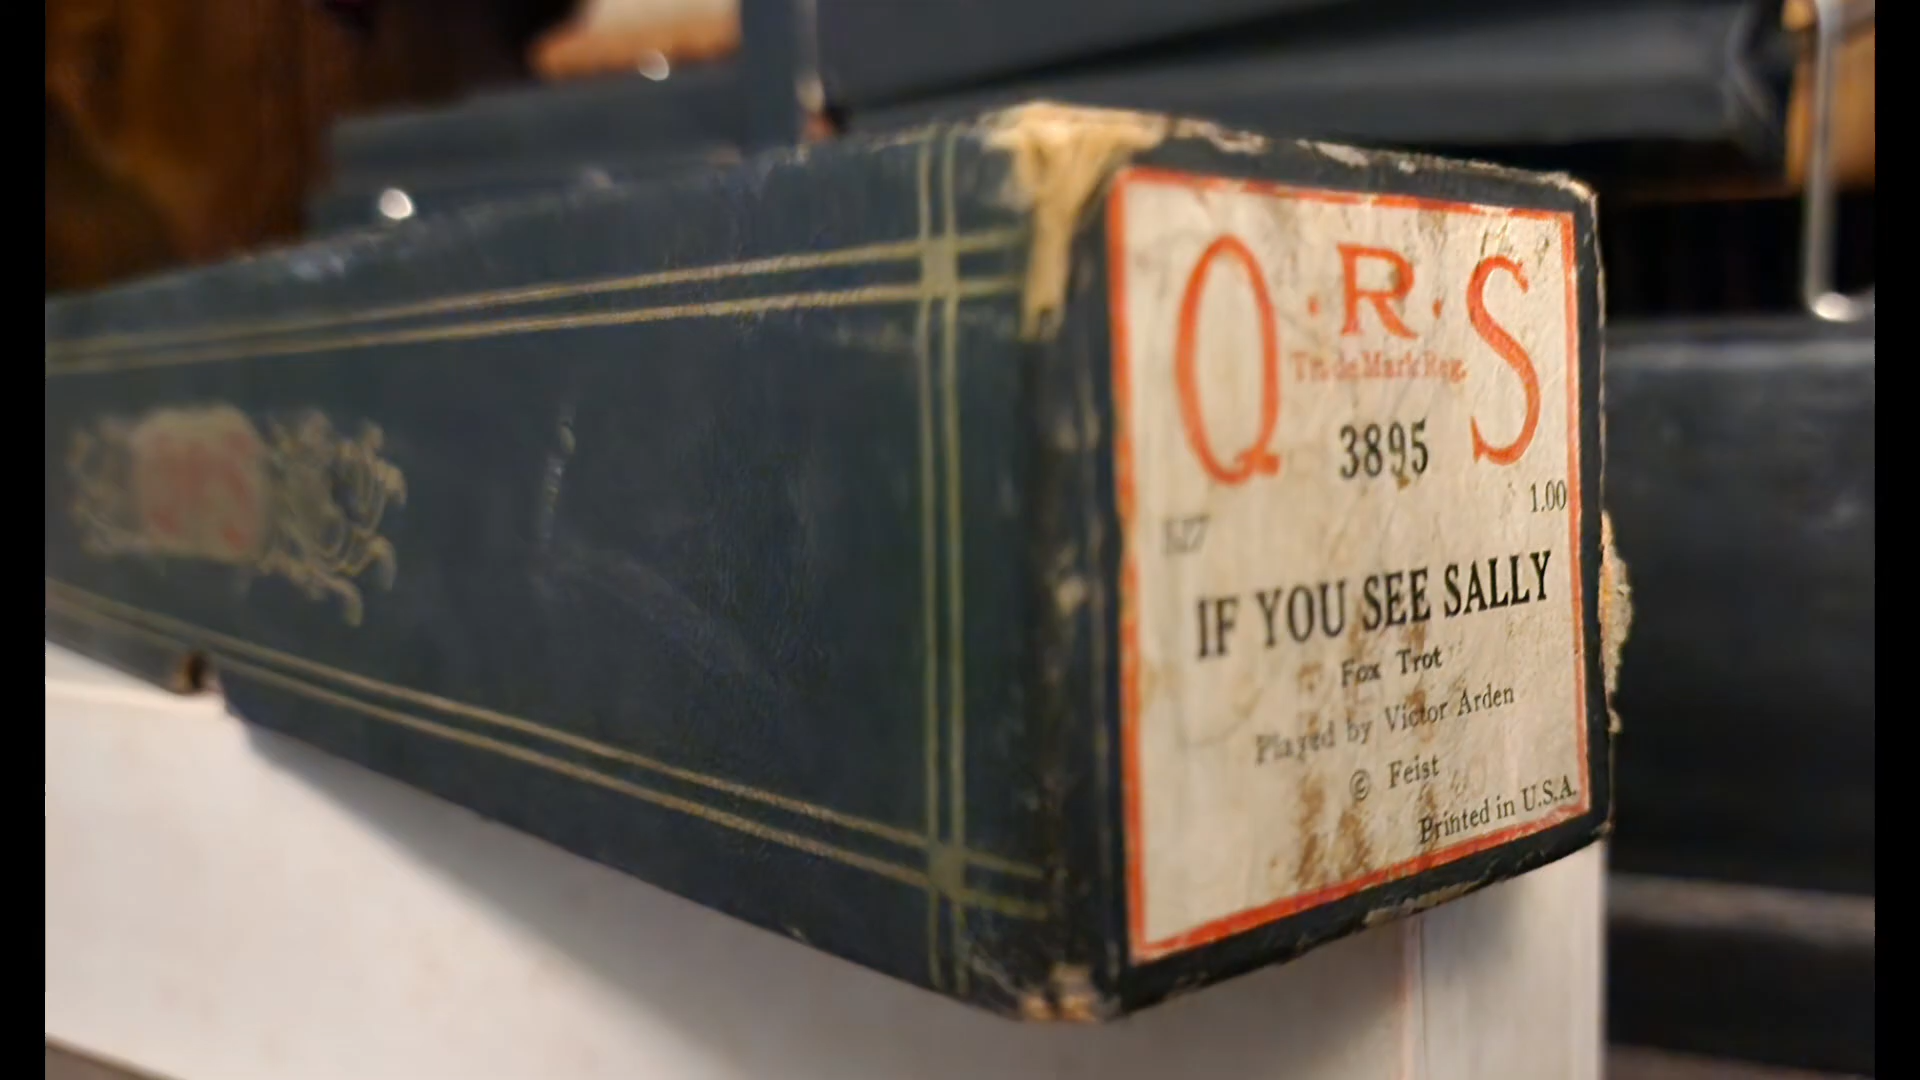 Q·R·S
Trade Mark Reg.
3895
1.00
IF YOU SEE SALLY
Fox Trot
Played by Victor Arden
© Feist
Printed in U.S.A.